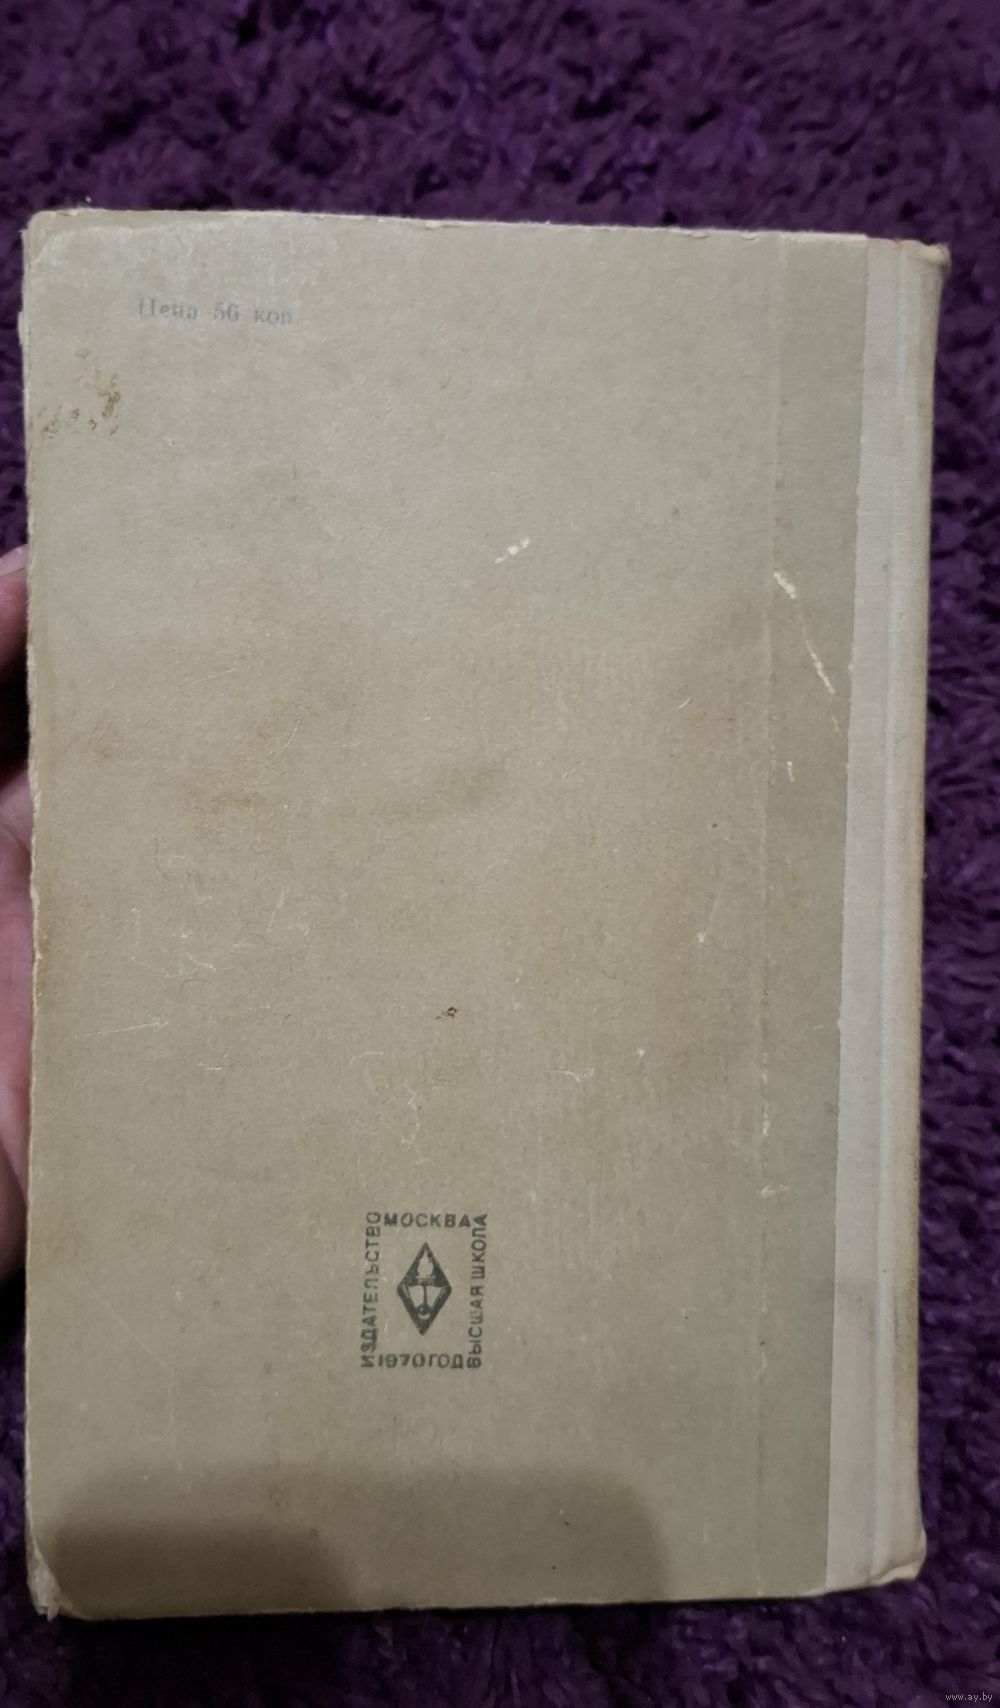 Цена 56 коп.
МОСКВА
ИЗДАТЕЛЬСТВО
ВЫСШАЯ ШКОЛА
1970 ГОД
www.ay.by